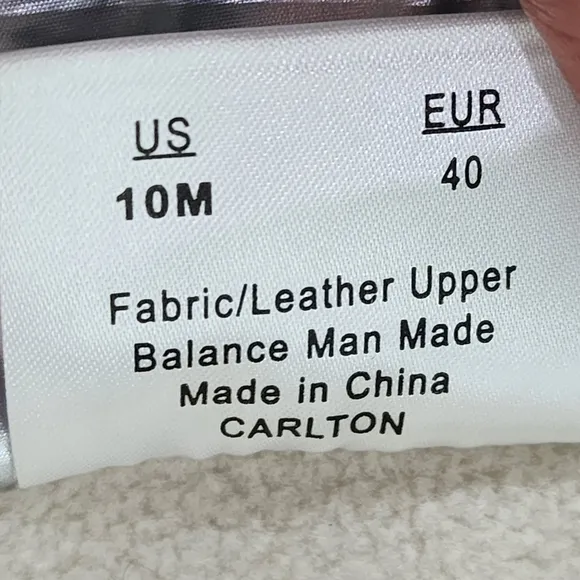 US EUR
10M 40
Fabric/Leather Upper
Balance Man Made
Made in China
CARLTON